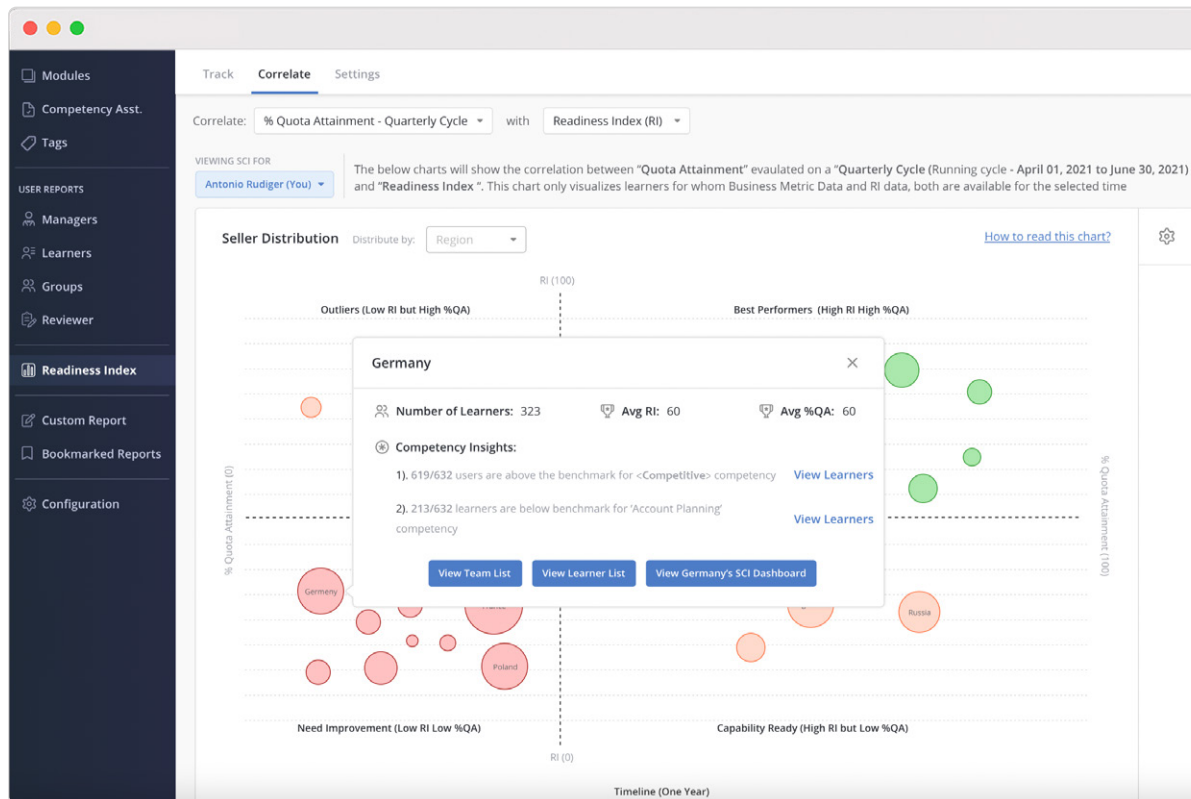 Modules
Competency Asst.
Tags
USER REPORTS
Managers
Learners
Groups
Reviewer
Readiness Index
Custom Report
Bookmarked Reports
Configuration
Track Correlate Settings
Correlate: % Quota Attainment - Quarterly Cycle with Readiness Index (RI)
VIEWING SCI FOR
Antonio Rudiger (You)
The below charts will show the correlation between "Quota Attainment" evaulated on a "Quarterly Cycle (Running cycle - April 01, 2021 to June 30, 2021)
and "Readiness Index ". This chart only visualizes learners for whom Business Metric Data and RI data, both are available for the selected time
Seller Distribution Distribute by: Region How to read this chart?
RI (100)
Outliers (Low RI but High %QA) Best Performers (High RI High %QA)
Germany
Number of Learners: 323 Avg RI: 60 Avg %QA: 60
Competency Insights:
1). 619/632 users are above the benchmark for <Competitive> competency View Learners
2). 213/632 learners are below benchmark for 'Account Planning'
competency
View Learners
View Team List View Learner List View Germany's SCI Dashboard
% Quota Attainment (0)
% Quota Attainment (100)
Germany
Russia
Poland
Need Improvement (Low RI Low %QA) Capability Ready (High RI but Low %QA)
RI (0)
Timeline (One Year)